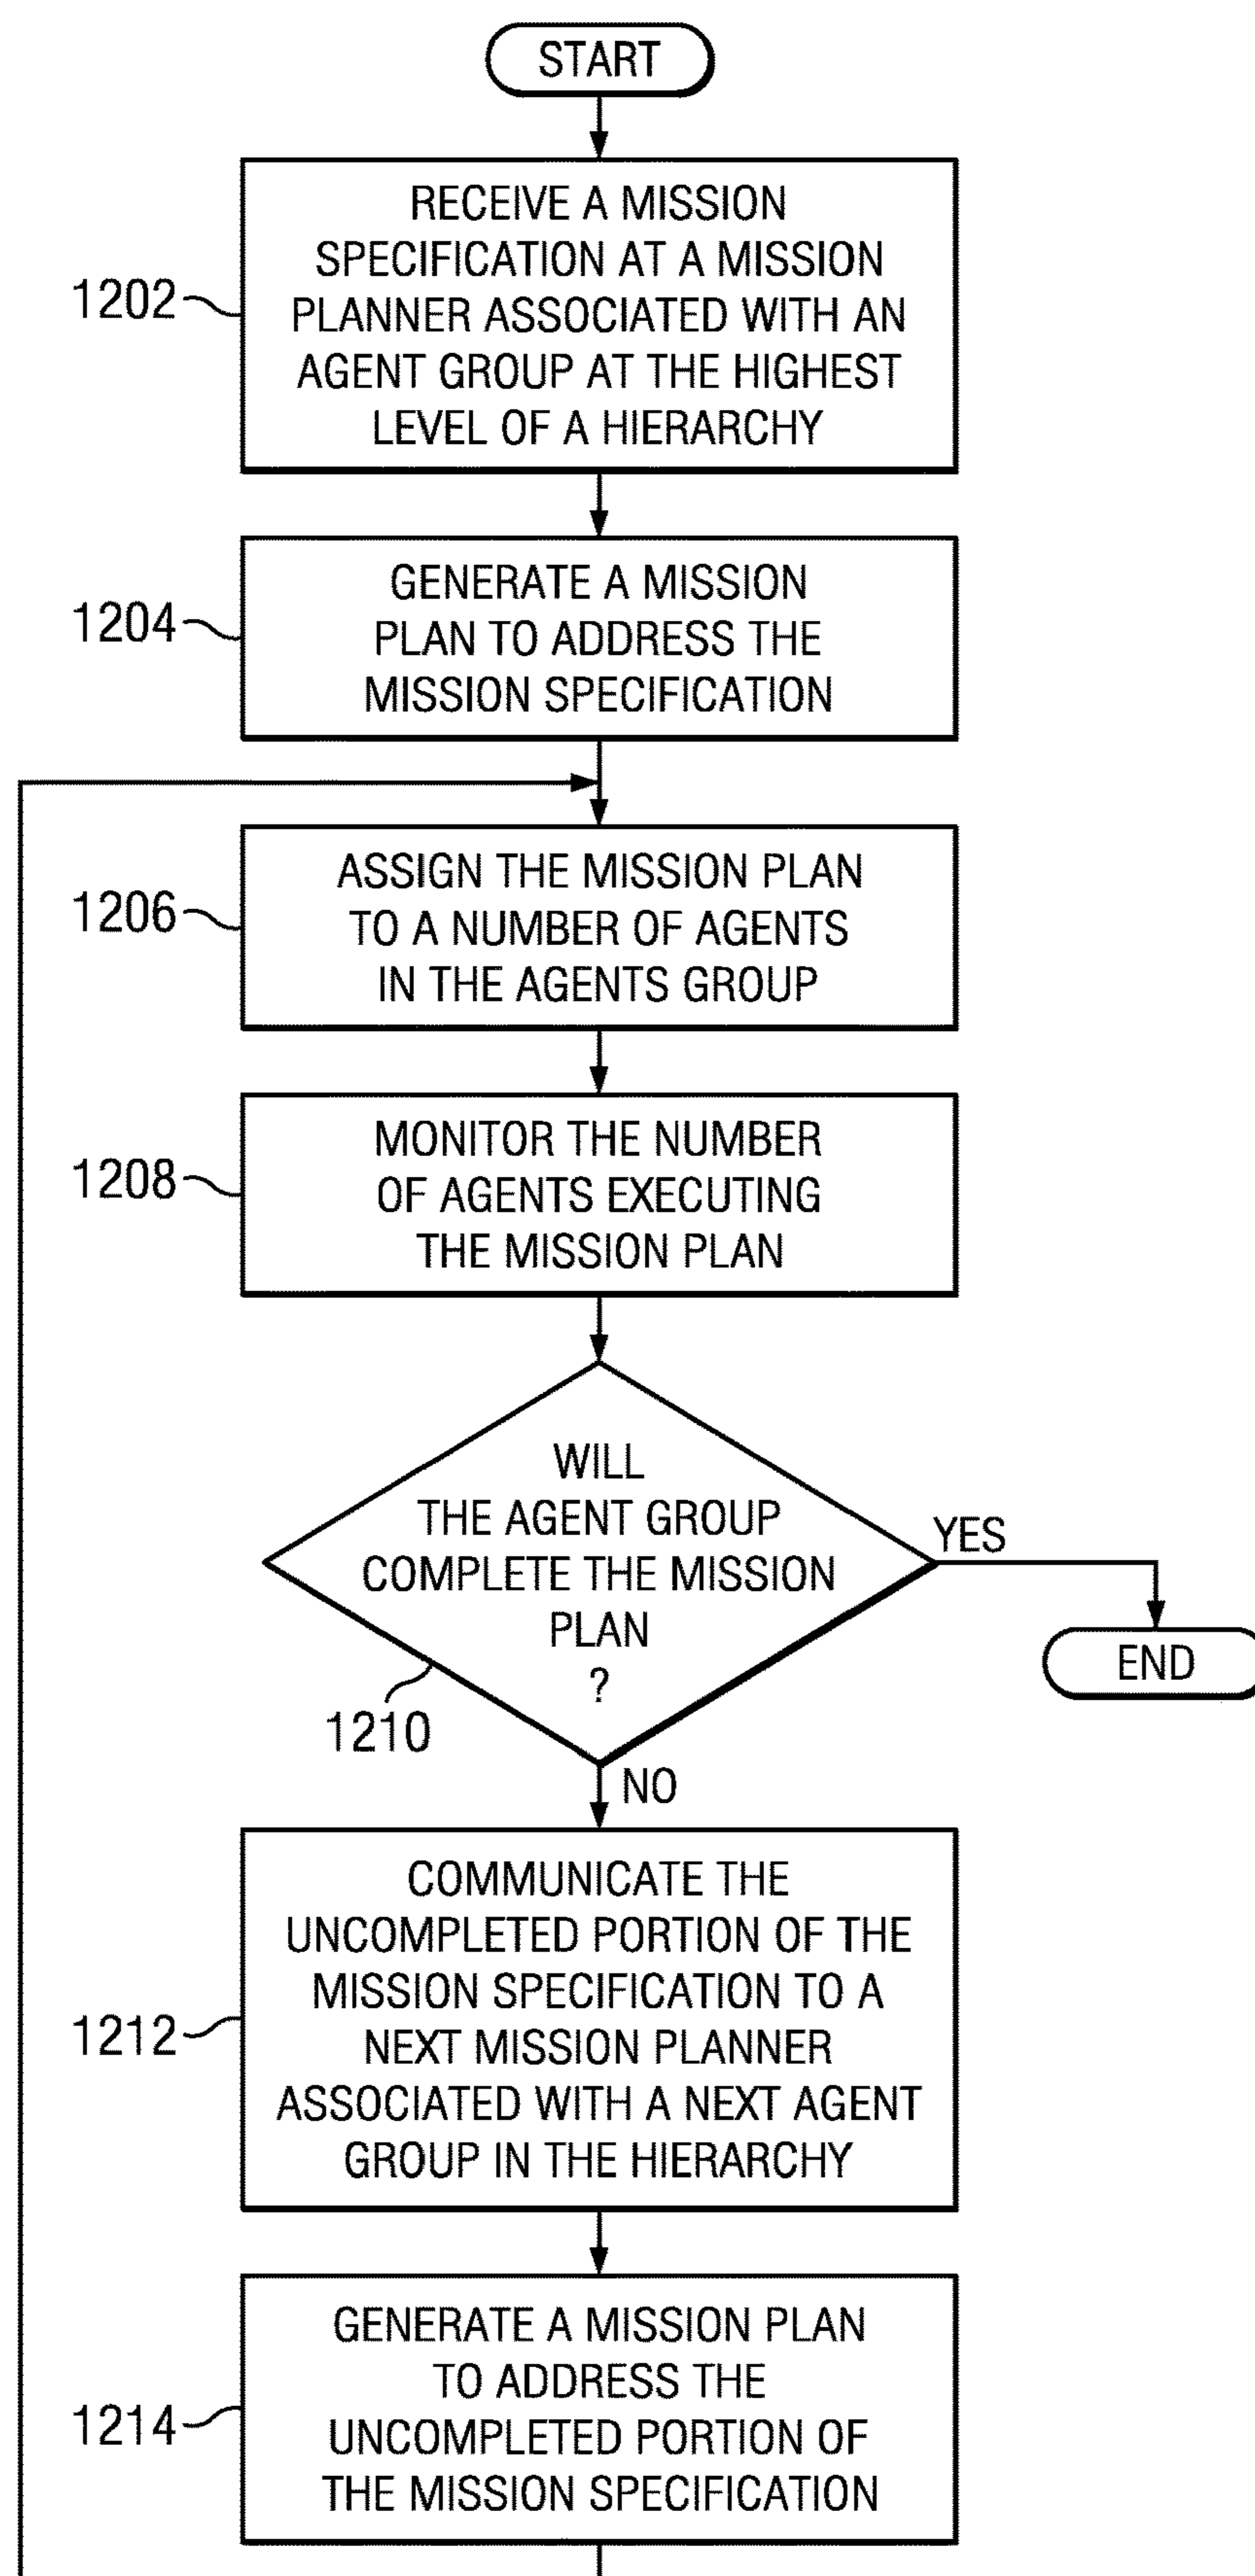 START
RECEIVE A MISSION
SPECIFICATION AT A MISSION
PLANNER ASSOCIATED WITH AN
AGENT GROUP AT THE HIGHEST
LEVEL OF A HIERARCHY
1202
GENERATE A MISSION
PLAN TO ADDRESS THE
MISSION SPECIFICATION
1204
ASSIGN THE MISSION PLAN
TO A NUMBER OF AGENTS
IN THE AGENTS GROUP
1206
MONITOR THE NUMBER
OF AGENTS EXECUTING
THE MISSION PLAN
1208
WILL
THE AGENT GROUP
COMPLETE THE MISSION
PLAN
?
1210
YES
END
NO
COMMUNICATE THE
UNCOMPLETED PORTION OF THE
MISSION SPECIFICATION TO A
NEXT MISSION PLANNER
ASSOCIATED WITH A NEXT AGENT
GROUP IN THE HIERARCHY
1212
GENERATE A MISSION PLAN
TO ADDRESS THE
UNCOMPLETED PORTION OF
THE MISSION SPECIFICATION
1214